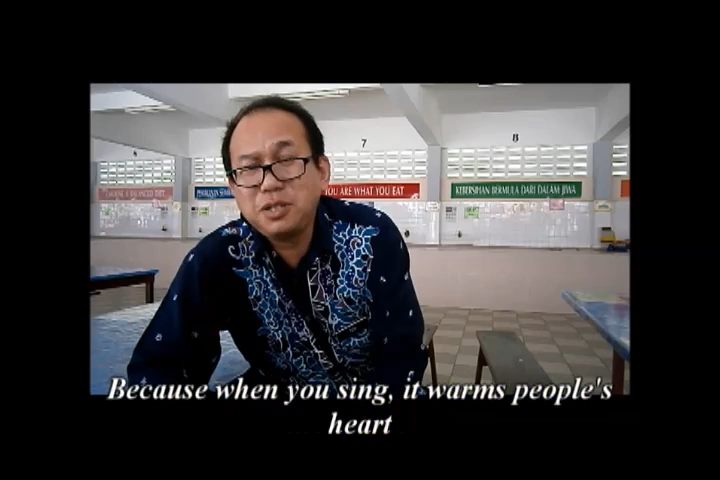 7
8
YOU ARE WHAT YOU EAT
KEBERSIHAN BERMULA DARI DALAM JIWA
Because when you sing, it warms people's
heart